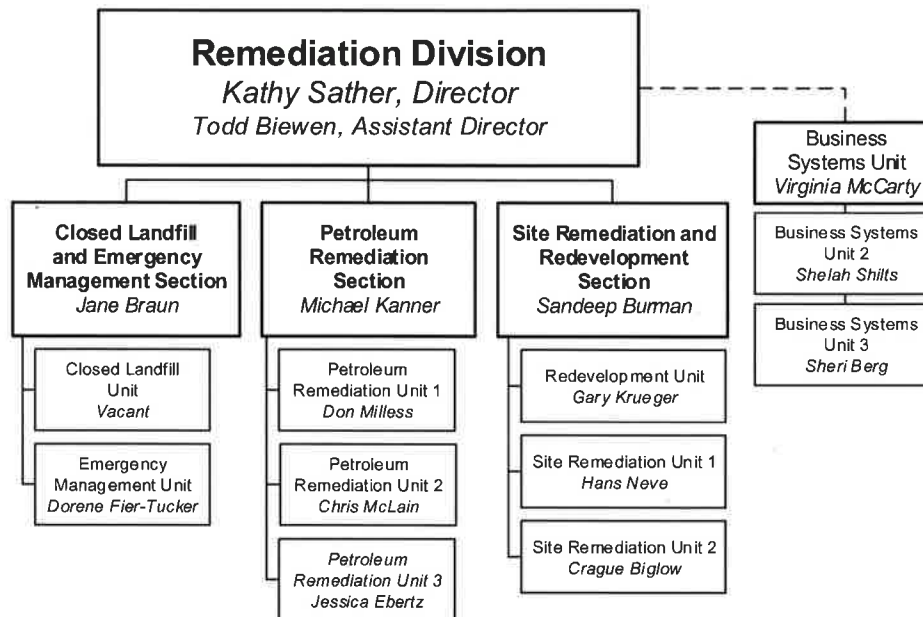 Remediation Division
Kathy Sather, Director
Todd Biewen, Assistant Director
Business
Systems Unit
Virginia McCarty
Business Systems
Unit 2
Shelah Shilts
Business Systems
Unit 3
Sheri Berg
Closed Landfill
and Emergency
Management Section
Jane Braun
Closed Landfill
Unit
Vacant
Emergency
Management Unit
Dorene Fier-Tucker
Petroleum
Remediation
Section
Michael Kanner
Petroleum
Remediation Unit 1
Don Milless
Petroleum
Remediation Unit 2
Chris McLain
Petroleum
Remediation Unit 3
Jessica Ebertz
Site Remediation and
Redevelopment
Section
Sandeep Burman
Redevelopment Unit
Gary Krueger
Site Remediation Unit 1
Hans Neve
Site Remediation Unit 2
Crague Biglow